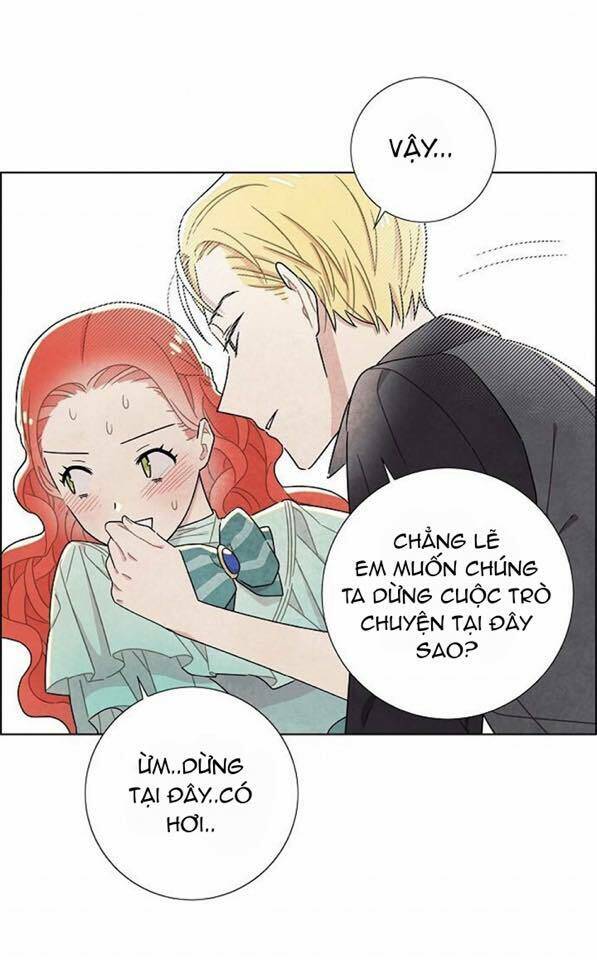 VẬY...
CHẲNG LẼ
EM MUỐN CHÚNG
TA DỪNG CUỘC TRÒ
CHUYỆN TẠI ĐÂY
SAO?
ỪM..DỪNG
TẠI ĐÂY..CÓ
HƠI..